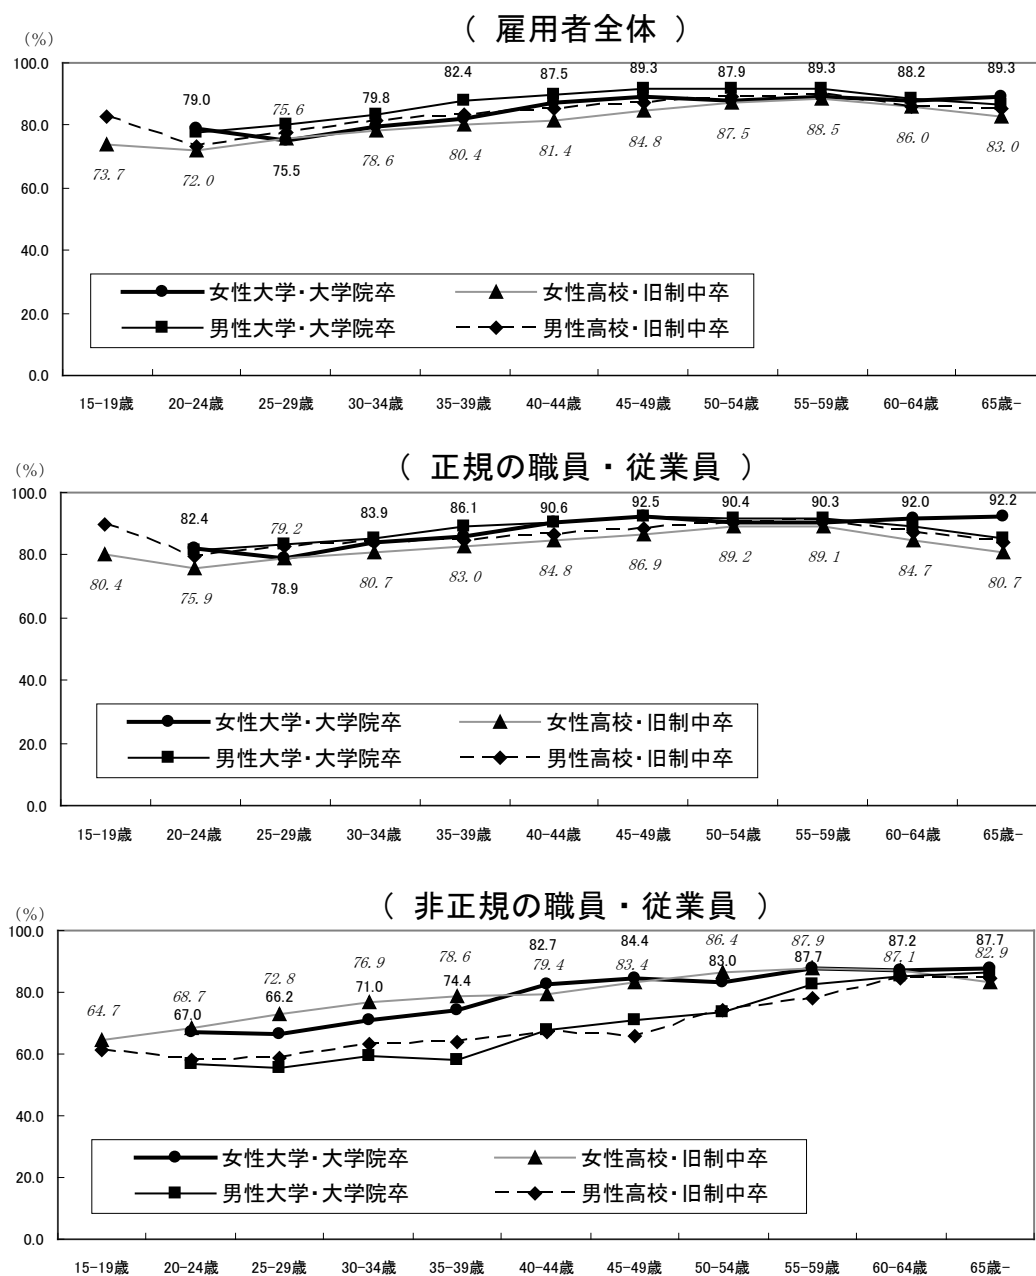 （ 雇用者全体 ）
(%)
100.0
80.0
60.0
40.0
20.0
0.0
79.0 75.6 79.8 82.4 87.5 89.3 87.9 89.3 88.2 89.3
73.7 72.0 75.5 78.6 80.4 81.4 84.8 87.5 88.5 86.0 83.0
女性大学・大学院卒 女性高校・旧制中卒
男性大学・大学院卒 男性高校・旧制中卒
15-19歳 20-24歳 25-29歳 30-34歳 35-39歳 40-44歳 45-49歳 50-54歳 55-59歳 60-64歳 65歳-
（ 正規の職員・従業員 ）
(%)
100.0
80.0
60.0
40.0
20.0
0.0
82.4 79.2 83.9 86.1 90.6 92.5 90.4 90.3 92.0 92.2
80.4 75.9 78.9 80.7 83.0 84.8 86.9 89.2 89.1 84.7 80.7
女性大学・大学院卒 女性高校・旧制中卒
男性大学・大学院卒 男性高校・旧制中卒
15-19歳 20-24歳 25-29歳 30-34歳 35-39歳 40-44歳 45-49歳 50-54歳 55-59歳 60-64歳 65歳-
（ 非正規の職員・従業員 ）
(%)
100.0
80.0
60.0
40.0
20.0
0.0
64.7 68.7 72.8 76.9 78.6 82.7 84.4 86.4 87.9 87.2 87.7
67.0 66.2 71.0 74.4 79.4 83.4 83.0 87.7 87.1 82.9
女性大学・大学院卒 女性高校・旧制中卒
男性大学・大学院卒 男性高校・旧制中卒
15-19歳 20-24歳 25-29歳 30-34歳 35-39歳 40-44歳 45-49歳 50-54歳 55-59歳 60-64歳 65歳-